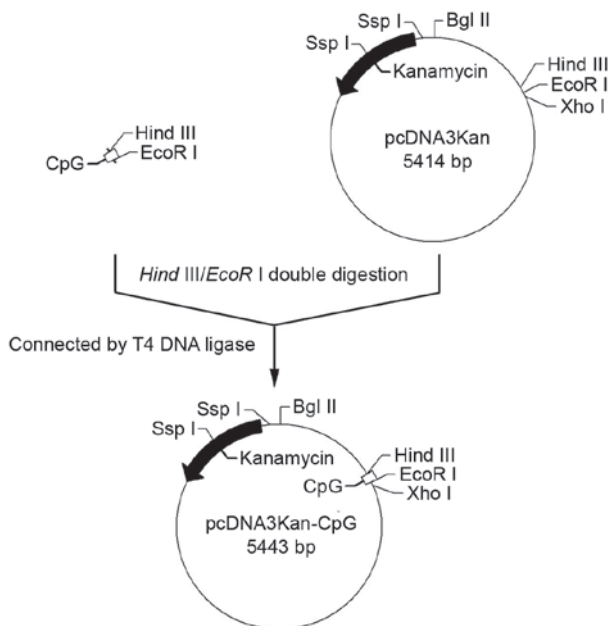 Ssp I
Bgl II
Ssp I
Kanamycin
Hind III
EcoR I
Xho I
pcDNA3Kan
5414 bp
Hind III
EcoR I
CpG
Hind III/EcoR I double digestion
Connected by T4 DNA ligase
Ssp I
Bgl II
Ssp I
Kanamycin
Hind III
EcoR I
CpG
Xho I
pcDNA3Kan-CpG
5443 bp